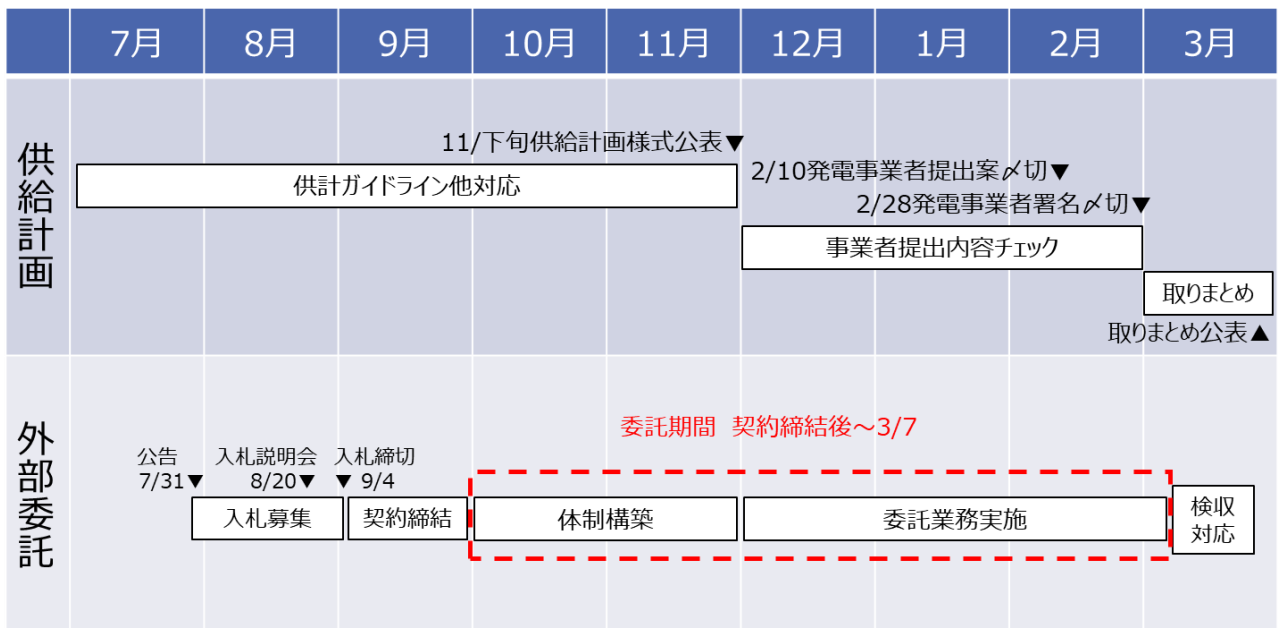 7月 8月 9月 10月 11月 12月 1月 2月 3月
供給計画
11/下旬供給計画様式公表▼
供計ガイドライン他対応
2/10発電事業者提出案〆切▼
2/28発電事業者署名〆切▼
事業者提出内容チェック
取りまとめ
取りまとめ公表▲
外部委託
委託期間 契約締結後～3/7
公告
7/31▼
入札説明会
8/20▼
入札締切
▼ 9/4
入札募集
契約締結
体制構築
委託業務実施
検収
対応